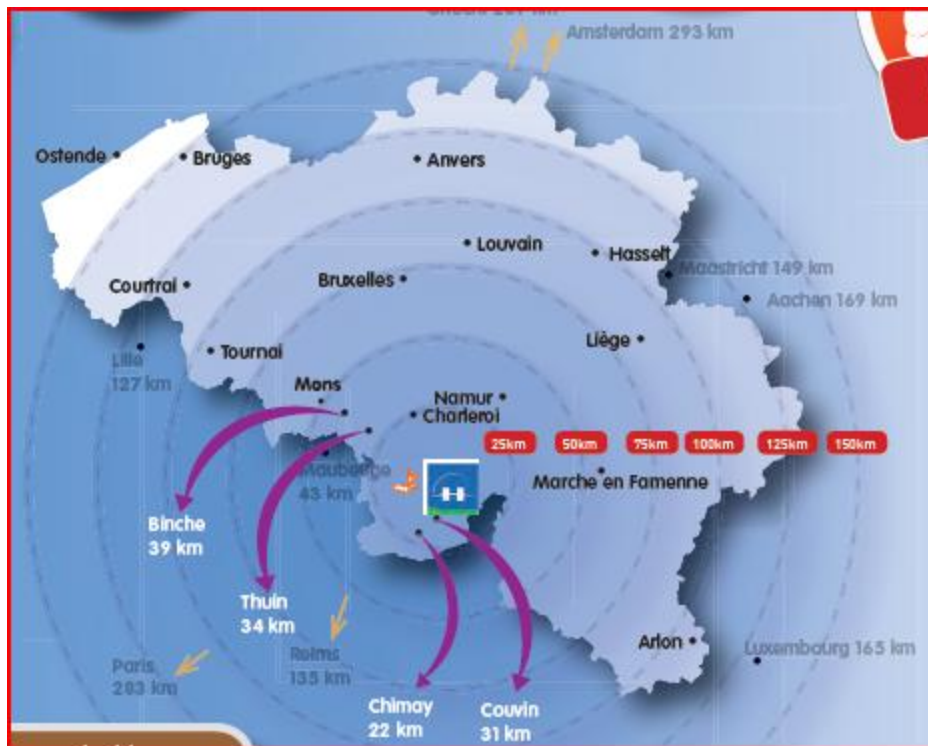 Amsterdam 293 km
Ostende
Bruges
Anvers
Louvain
Hasselt
Maastricht 149 km
Courtrai
Bruxelles
Aachen 169 km
Lille
127 km
Tournai
Liège
Mons
Namur
Charleroi
25km
50km
75km
100km
125km
150km
Maubeuge
43 km
Marche en Famenne
Binche
39 km
Thuin
34 km
Reims
135 km
Arlon
Luxembourg 165 km
Paris
283 km
Chimay
22 km
Couvin
31 km